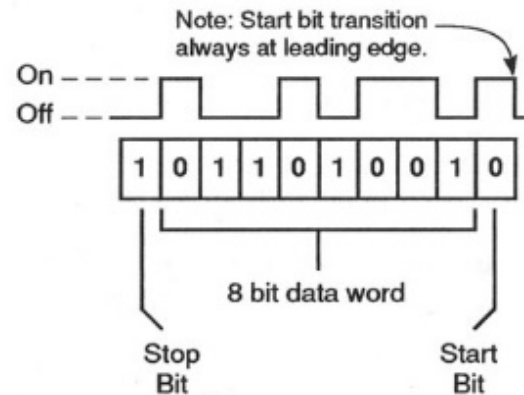 Note: Start bit transition
always at leading edge.
On
Off
1 0 1 1 0 1 0 0 1 0
8 bit data word
Stop
Bit
Start
Bit